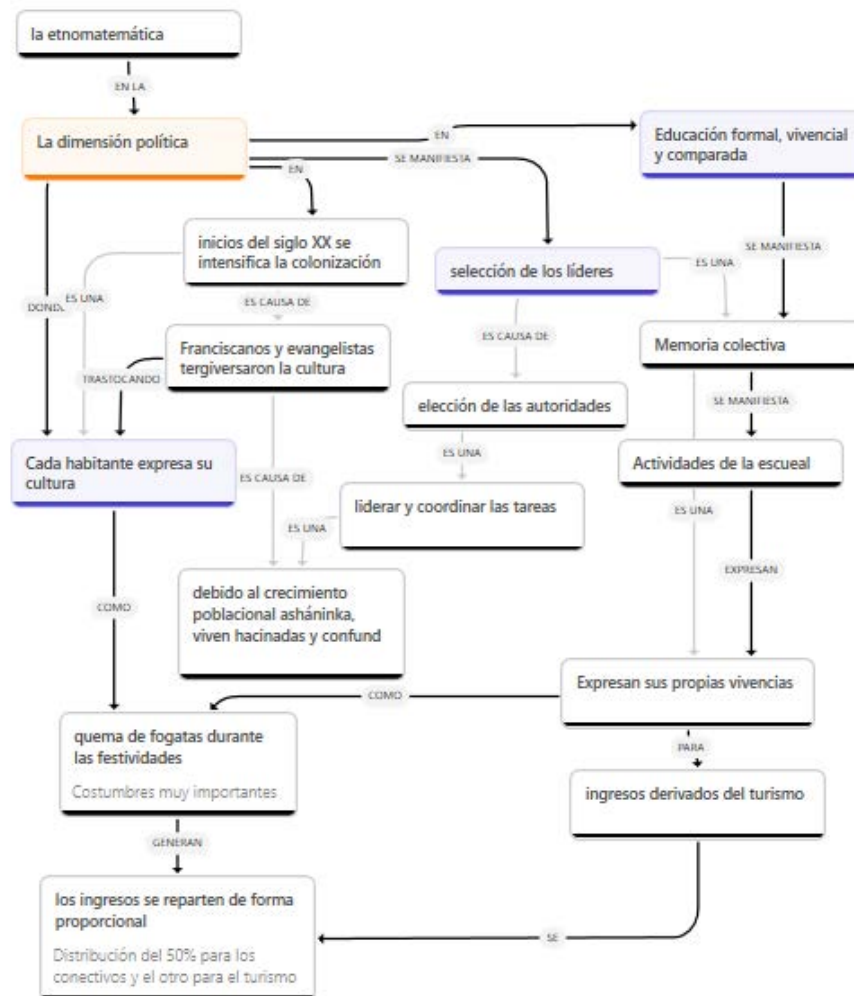 la etnomatemática
EN LA
La dimensión política
EN
Educación formal, vivencial
y comparada
SE MANIFIESTA
EN
inicios del siglo XX se
intensifica la colonización
selección de los líderes
SE MANIFIESTA
ES UNA
ES UNA
DONDE
ES CAUSA DE
ES CAUSA DE
Franciscanos y evangelistas
tergiversaron la cultura
Memoria colectiva
TRASTOCANDO
elección de las autoridades
SE MANIFIESTA
Cada habitante expresa su
cultura
ES CAUSA DE
ES UNA
Actividades de la escueal
liderar y coordinar las tareas
ES UNA
ES UNA
EXPRESAN
COMO
debido al crecimiento
poblacional asháninka,
viven hacinadas y confund
Expresan sus propias vivencias
COMO
quema de fogatas durante
las festividades
Costumbres muy importantes
PARA
ingresos derivados del turismo
GENERAN
los ingresos se reparten de forma
proporcional
Distribución del 50% para los
conectivos y el otro para el turismo
SE